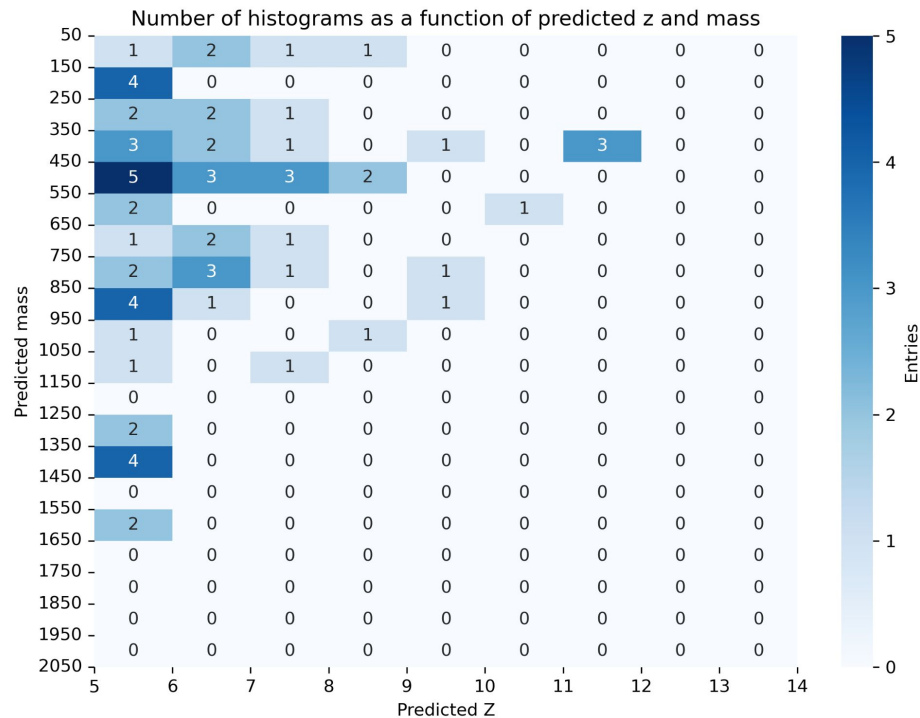 Number of histograms as a function of predicted z and mass
50
1 2 1 1 0 0 0 0 0
150
4 0 0 0 0 0 0 0 0
250
2 2 1 0 0 0 0 0 0
350
3 2 1 0 1 0 3 0 0
450
5 3 3 2 0 0 0 0 0
550
2 0 0 0 0 1 0 0 0
650
1 2 1 0 0 0 0 0 0
750
2 3 1 0 1 0 0 0 0
850
4 1 0 0 1 0 0 0 0
950
1 0 0 1 0 0 0 0 0
1050
1 0 1 0 0 0 0 0 0
1150
0 0 0 0 0 0 0 0 0
1250
2 0 0 0 0 0 0 0 0
1350
4 0 0 0 0 0 0 0 0
1450
0 0 0 0 0 0 0 0 0
1550
2 0 0 0 0 0 0 0 0
1650
0 0 0 0 0 0 0 0 0
1750
0 0 0 0 0 0 0 0 0
1850
0 0 0 0 0 0 0 0 0
1950
0 0 0 0 0 0 0 0 0
2050
5 6 7 8 9 10 11 12 13 14
Predicted Z
Predicted mass
5
4
3
2
1
0
Entries